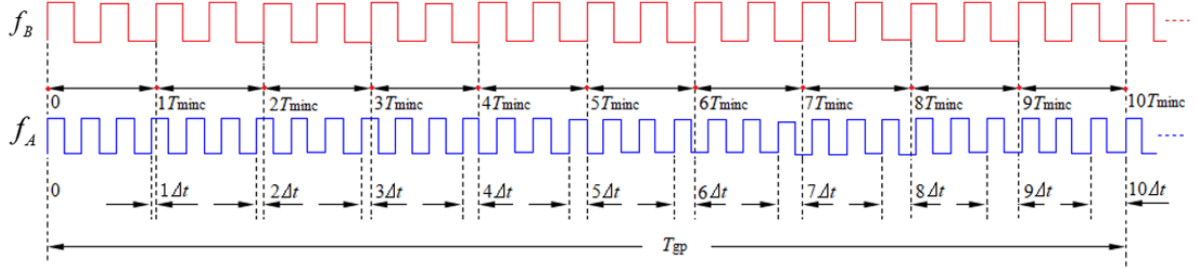 f_B
0 1T_minc 2T_minc 3T_minc 4T_minc 5T_minc 6T_minc 7T_minc 8T_minc 9T_minc 10T_minc
f_A
0 1Δt 2Δt 3Δt 4Δt 5Δt 6Δt 7Δt 8Δt 9Δt 10Δt
T_gp